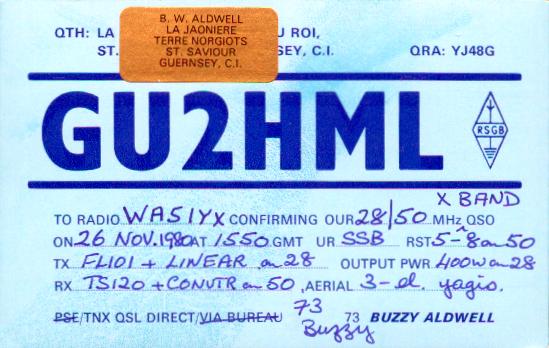 B. W. ALDWELL
LA JAONIERE
TERRE NORGIOTS
ST. SAVIOUR
GUERNSEY, C.I.
QTH: LA U ROI,
ST. SEY, C.I. QRA: YJ48G
GU2HML
RSGB
X BAND
TO RADIO WA5IYX CONFIRMING OUR 28/50 MHz QSO
ON 26 NOV. 1980 AT 1550 GMT UR SSB RST 5-8 on 50
TX FL101 + LINEAR on 28 OUTPUT PWR 400W on 28
RX TS120 + CONVTR on 50, AERIAL 3-el. yagis.
PSE/TNX QSL DIRECT/VIA BUREAU 73 73 BUZZY ALDWELL
Buzzy